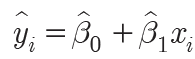 ŷᵢ = β̂₀ + β̂₁xᵢ